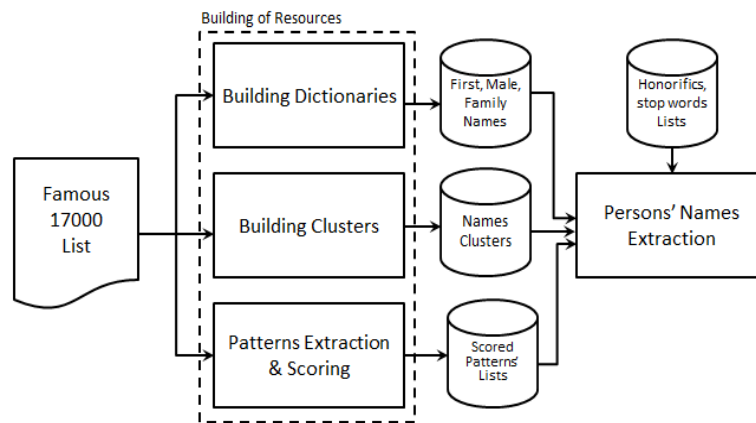 Building of Resources
Building Dictionaries
First, Male,
Family
Names
Honorifics,
stop words
Lists
Famous
17000
List
Building Clusters
Names
Clusters
Persons' Names
Extraction
Patterns Extraction
& Scoring
Scored
Patterns'
Lists